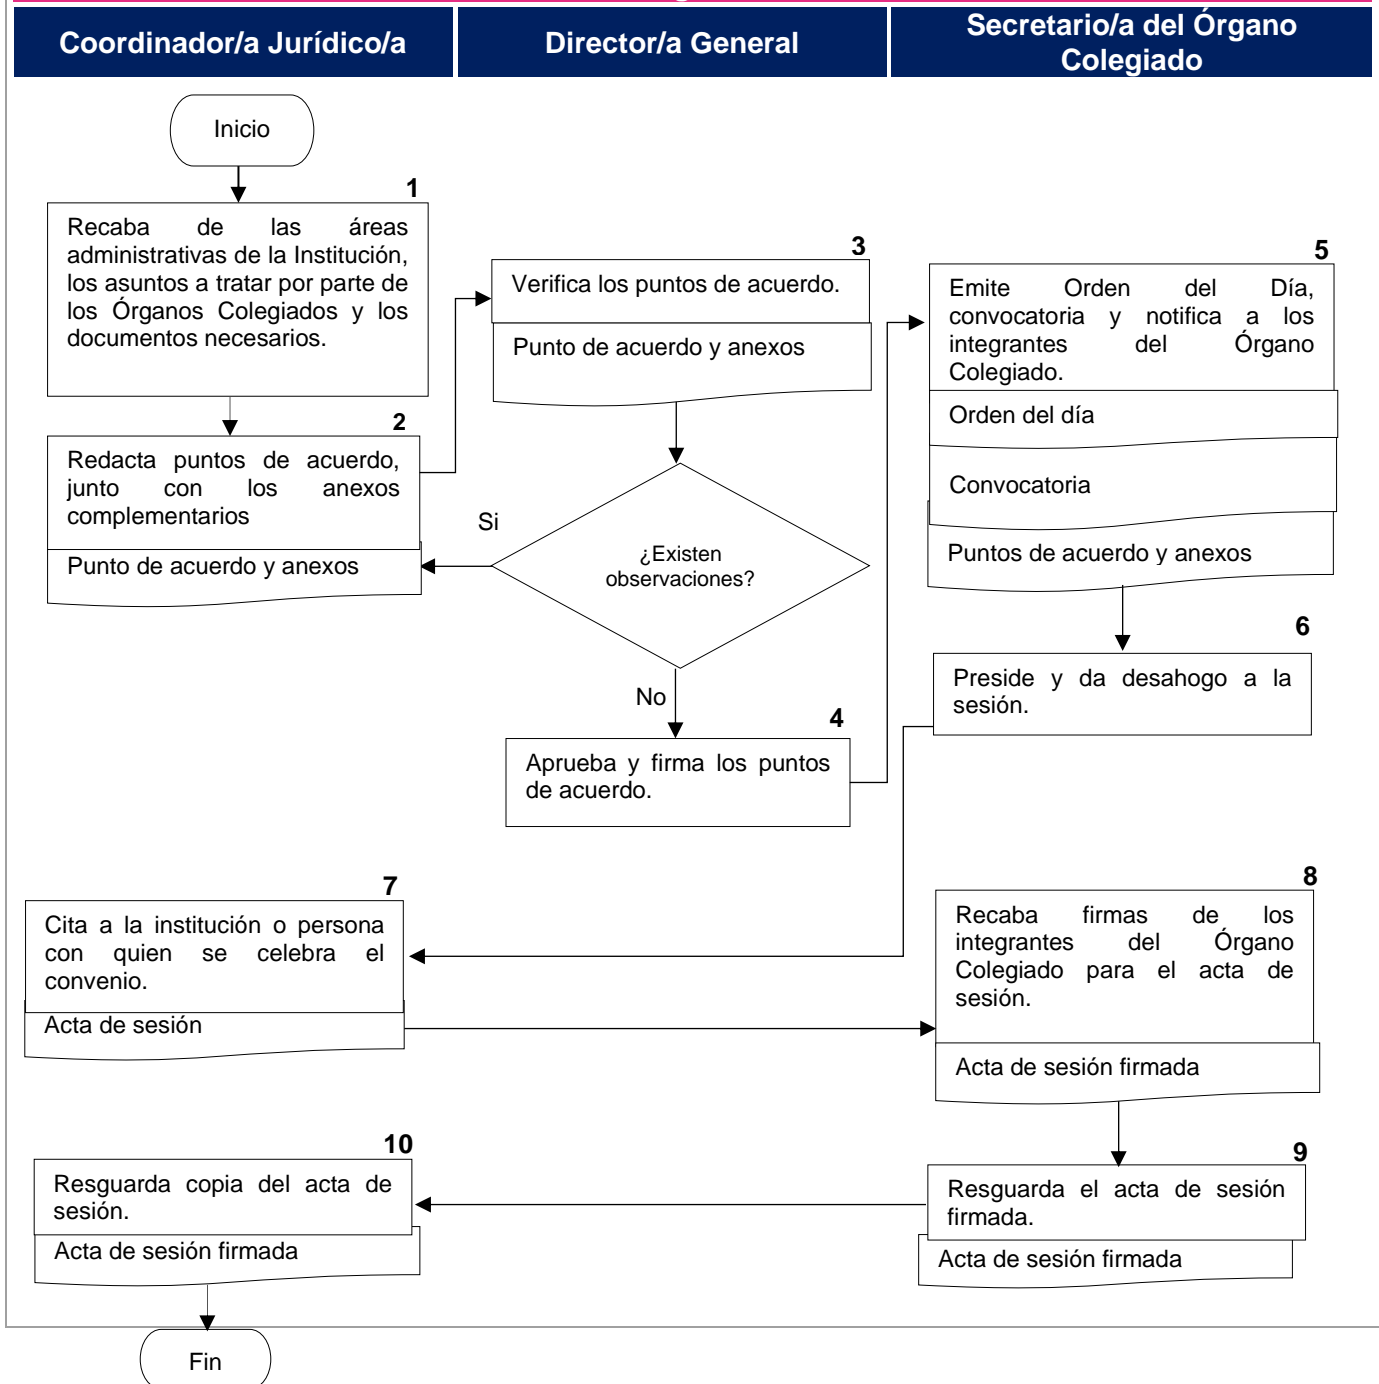 Coordinador/a Jurídico/a
Director/a General
Secretario/a del Órgano
Colegiado
Inicio
1
Recaba de las áreas
administrativas de la Institución,
los asuntos a tratar por parte de
los Órganos Colegiados y los
documentos necesarios.
2
Redacta puntos de acuerdo,
junto con los anexos
complementarios
Punto de acuerdo y anexos
3
Verifica los puntos de acuerdo.
Punto de acuerdo y anexos
Si
¿Existen
observaciones?
No
4
Aprueba y firma los puntos
de acuerdo.
5
Emite Orden del Día,
convocatoria y notifica a los
integrantes del Órgano
Colegiado.
Orden del día
Convocatoria
Puntos de acuerdo y anexos
6
Preside y da desahogo a la
sesión.
7
Cita a la institución o persona
con quien se celebra el
convenio.
Acta de sesión
8
Recaba firmas de los
integrantes del Órgano
Colegiado para el acta de
sesión.
Acta de sesión firmada
9
Resguarda el acta de sesión
firmada.
Acta de sesión firmada
10
Resguarda copia del acta de
sesión.
Acta de sesión firmada
Fin